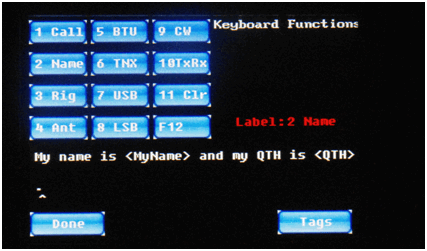 1 Call 5 BTU 9 CW Keyboard Functions
2 Name 6 TNX 10TxRx
3 Rig 7 USB 11 Clr
4 Ant 8 LSB F12 Label:2 Name
My name is <MyName> and my QTH is <QTH>
Done Tags